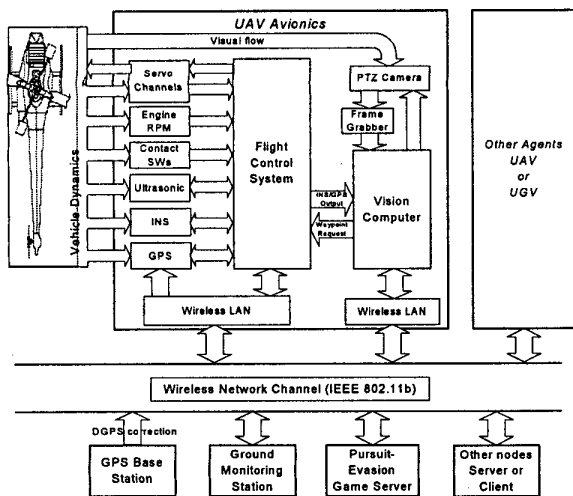 UAV Avionics
Visual flow
Servo
Channels
PTZ Camera
Engine
RPM
Frame
Grabber
Contact
SWs
Flight
Control
System
Ultrasonic
INS
GPS
INS/GPS
Output
Waypoint
Request
Vision
Computer
Vehicle Dynamics
Wireless LAN
Wireless LAN
Other Agents
UAV
or
UGV
Wireless Network Channel (IEEE 802.11b)
DGPS correction
GPS Base
Station
Ground
Monitoring
Station
Pursuit-
Evasion
Game Server
Other nodes
Server or
Client